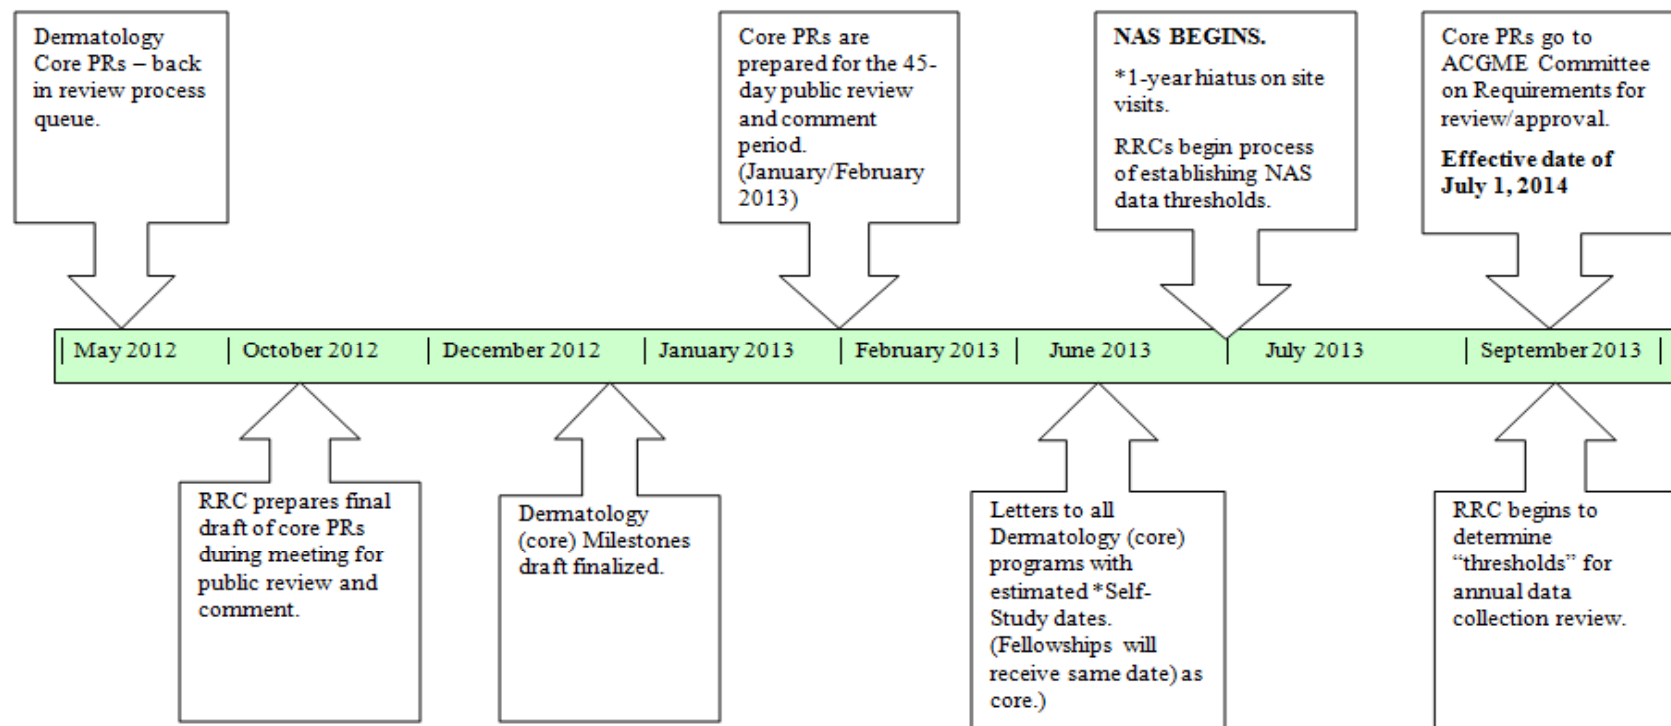 Dermatology
Core PRs – back
in review process
queue.
Core PRs are
prepared for the 45-
day public review
and comment
period.
(January/February
2013)
NAS BEGINS.
*1-year hiatus on site
visits.
RRCs begin process
of establishing NAS
data thresholds.
Core PRs go to
ACGME Committee
on Requirements for
review/approval.
Effective date of
July 1, 2014
May 2012
October 2012
December 2012
January 2013
February 2013
June 2013
July 2013
September 2013
RRC prepares final
draft of core PRs
during meeting for
public review and
comment.
Dermatology
(core) Milestones
draft finalized.
Letters to all
Dermatology (core)
programs with
estimated *Self-
Study dates.
(Fellowships will
receive same date) as
core.)
RRC begins to
determine
“thresholds” for
annual data
collection review.